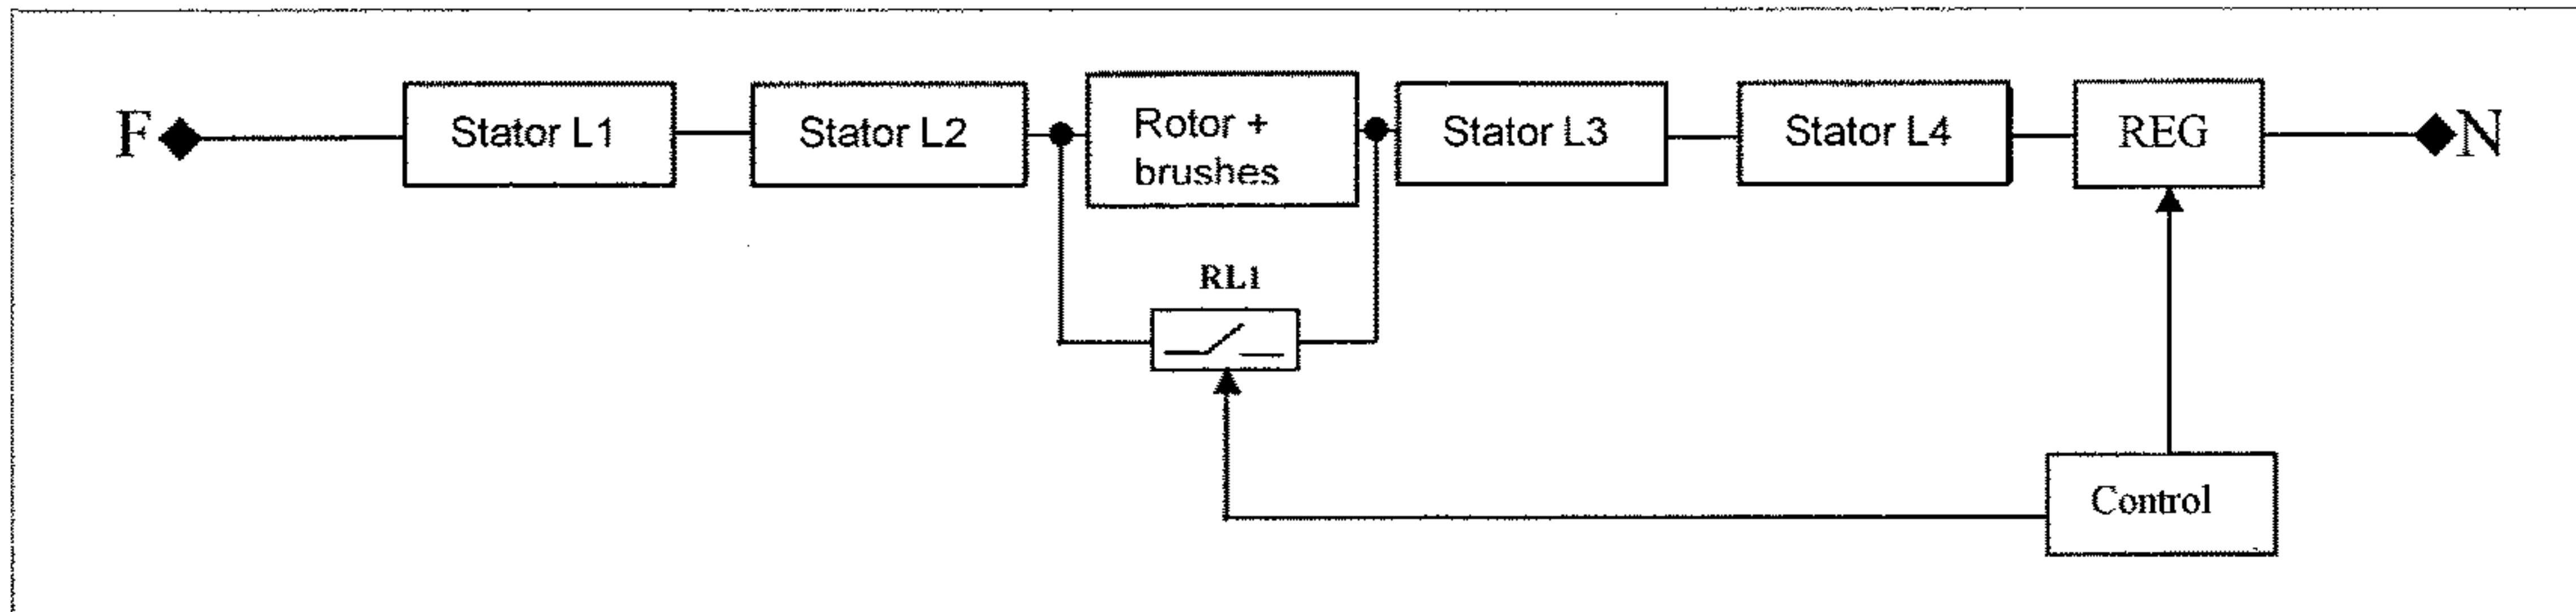 F
Stator L1
Stator L2
Rotor +
brushes
Stator L3
Stator L4
REG
N
RL1
Control